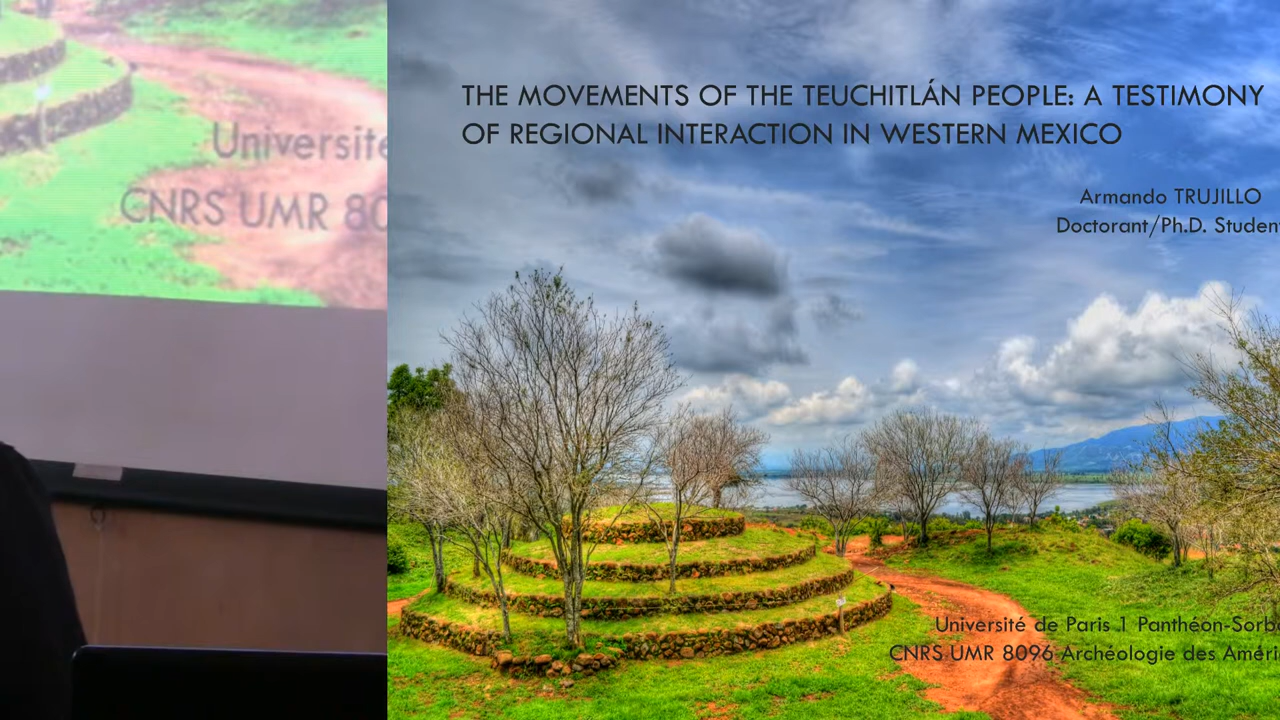 Université
CNRS UMR 80
THE MOVEMENTS OF THE TEUCHITLÁN PEOPLE: A TESTIMONY
OF REGIONAL INTERACTION IN WESTERN MEXICO
Armando TRUJILLO
Doctorant/Ph.D. Studen
Université de Paris 1 Panthéon-Sorb
CNRS UMR 8096 Archéologie des Améri